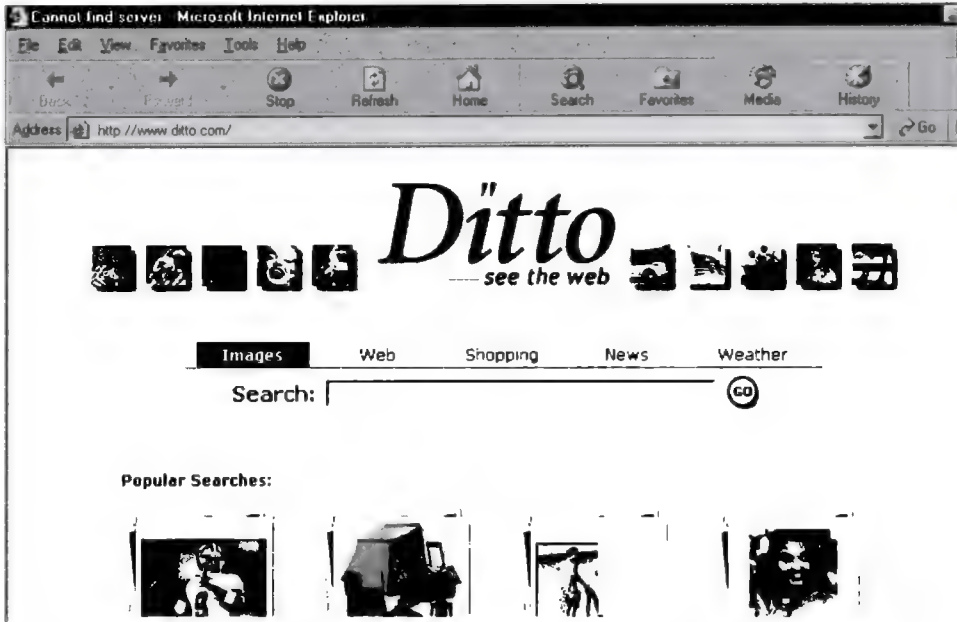 Cannot find server - Microsoft Internet Explorer
File Edit View Favorites Tools Help
Back Forward Stop Refresh Home Search Favorites Media History
Address http://www.ditto.com/ Go
Ditto
see the web
Images Web Shopping News Weather
Search: GO
Popular Searches: